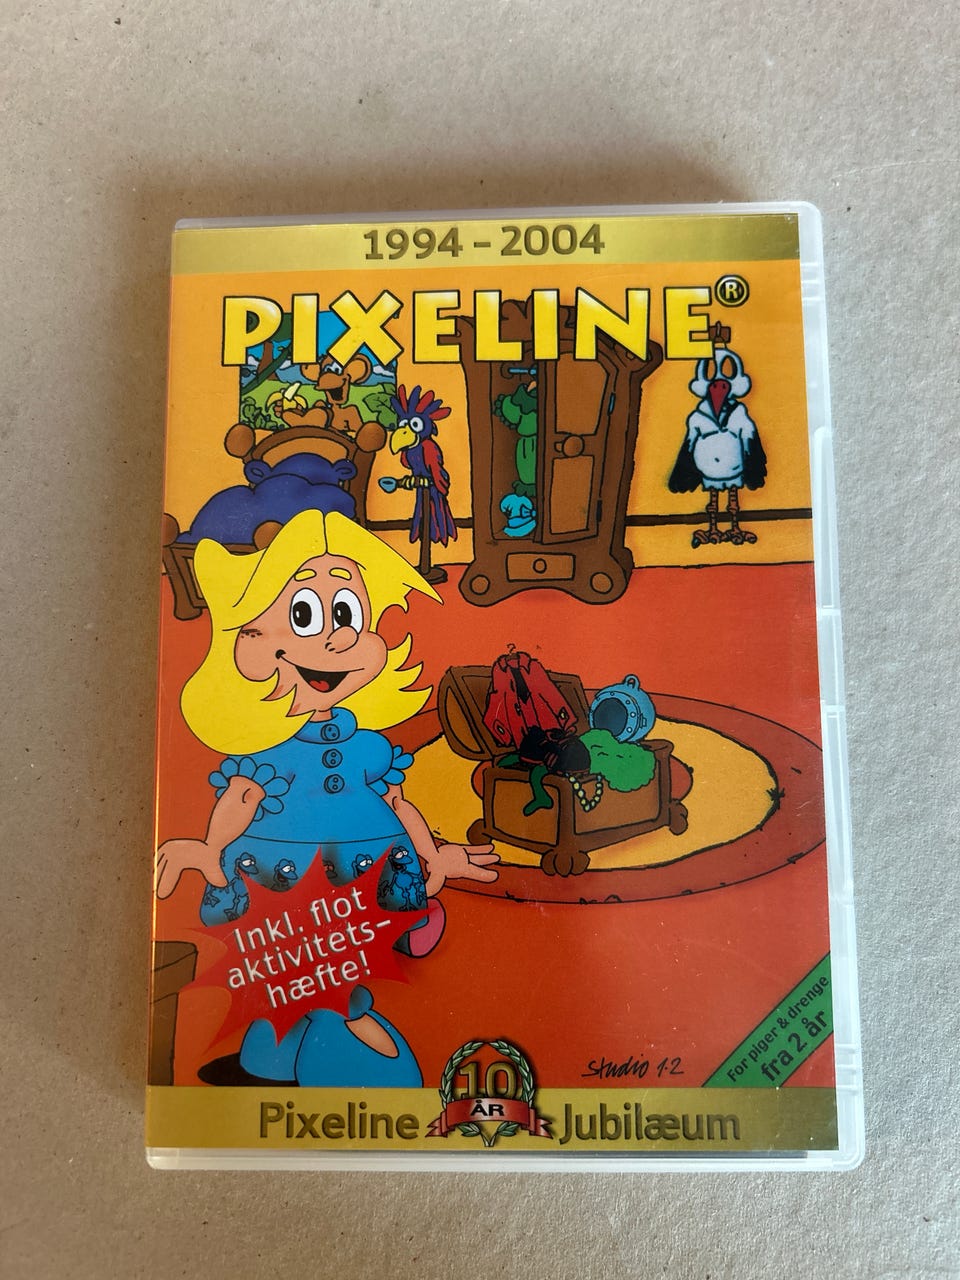 1994 - 2004
PIXELINE®
Inkl. flot
aktivitets-
hæfte!
For piger & drenge
fra 2 år
Studio 1·2
10
ÅR
Pixeline Jubilæum